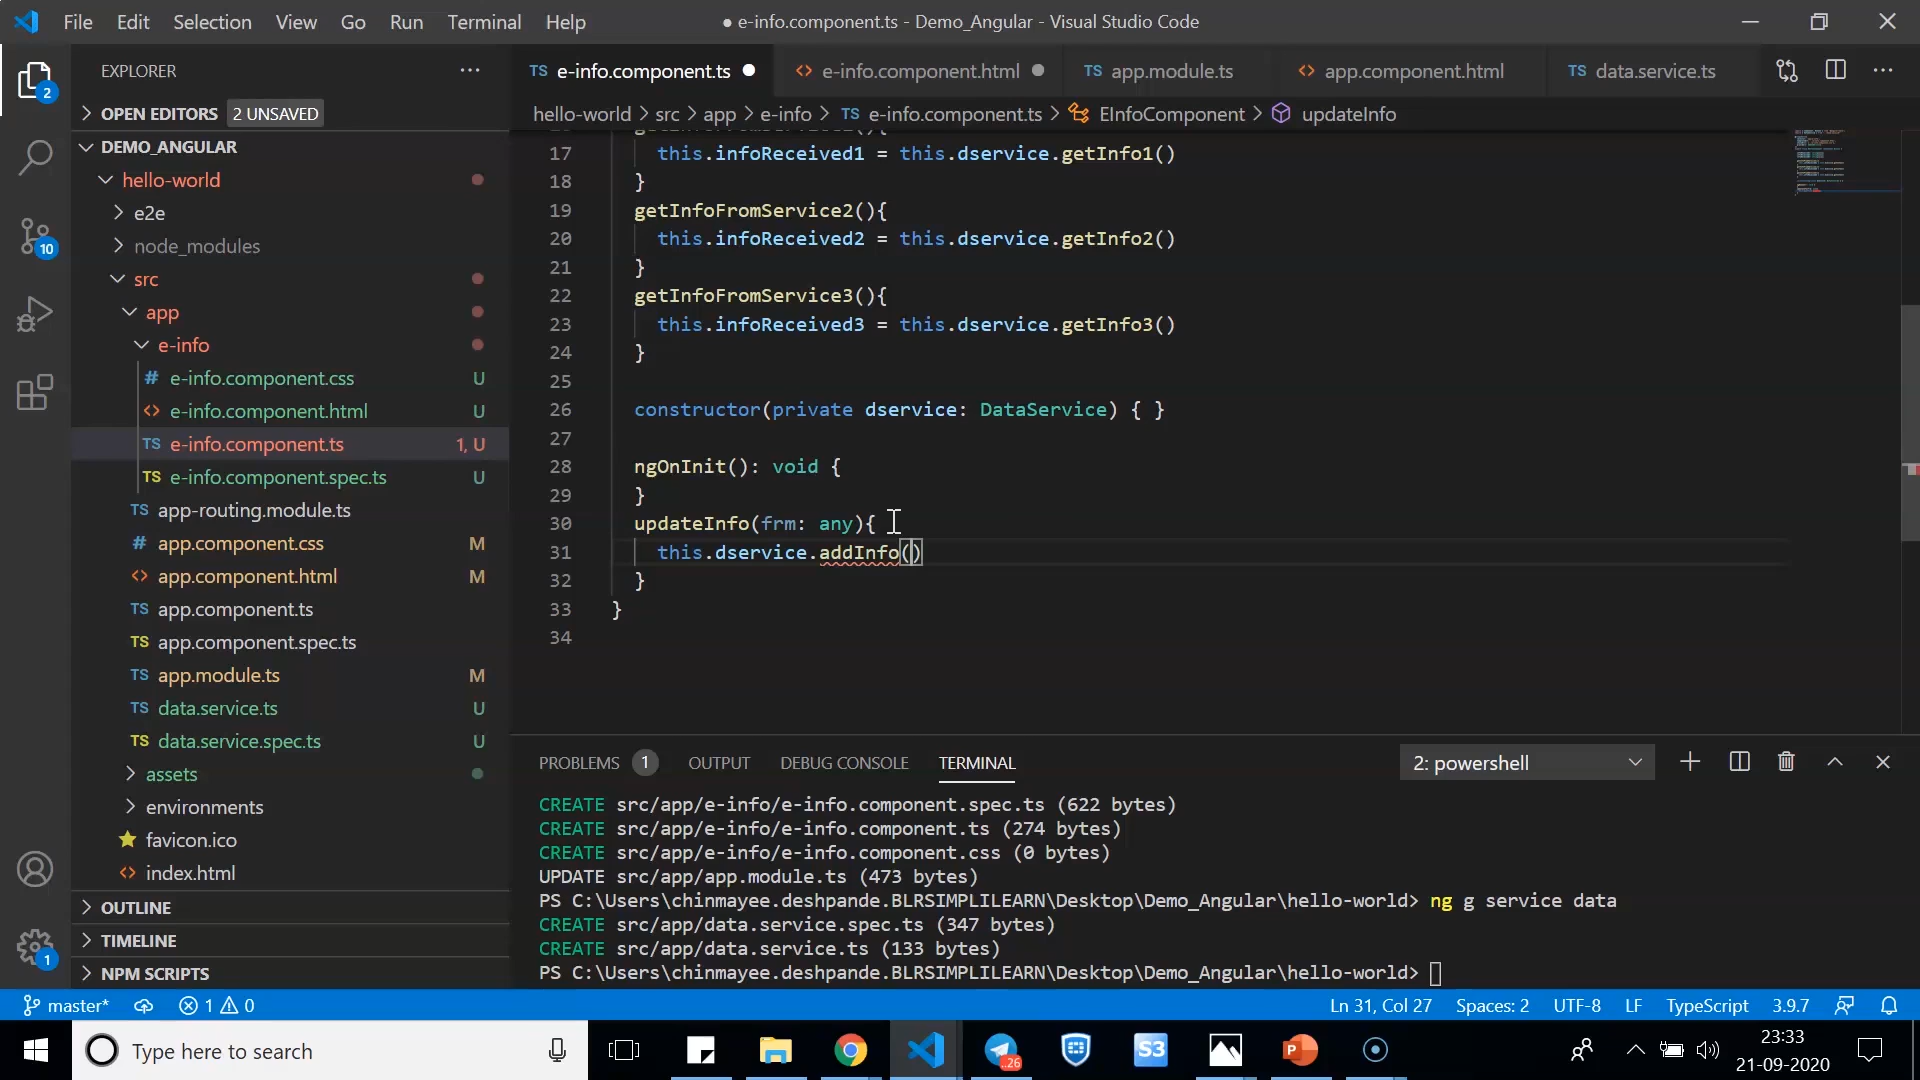 File Edit Selection View Go Run Terminal Help ● e-info.component.ts - Demo_Angular - Visual Studio Code
EXPLORER
TS e-info.component.ts
<> e-info.component.html
TS app.module.ts
<> app.component.html
TS data.service.ts
2
OPEN EDITORS 2 UNSAVED
DEMO_ANGULAR
hello-world
e2e
node_modules
src
app
e-info
# e-info.component.css U
<> e-info.component.html U
TS e-info.component.ts 1, U
TS e-info.component.spec.ts U
TS app-routing.module.ts
# app.component.css M
<> app.component.html M
TS app.component.ts
TS app.component.spec.ts
TS app.module.ts M
TS data.service.ts U
TS data.service.spec.ts U
assets
environments
favicon.ico
<> index.html
OUTLINE
TIMELINE
NPM SCRIPTS
10
1
hello-world > src > app > e-info > TS e-info.component.ts > EInfoComponent > updateInfo
17 this.infoReceived1 = this.dservice.getInfo1()
18 }
19 getInfoFromService2(){
20 this.infoReceived2 = this.dservice.getInfo2()
21 }
22 getInfoFromService3(){
23 this.infoReceived3 = this.dservice.getInfo3()
24 }
25
26 constructor(private dservice: DataService) { }
27
28 ngOnInit(): void {
29 }
30 updateInfo(frm: any){
31 this.dservice.addInfo()
32 }
33 }
34
PROBLEMS 1 OUTPUT DEBUG CONSOLE TERMINAL 2: powershell
CREATE src/app/e-info/e-info.component.spec.ts (622 bytes)
CREATE src/app/e-info/e-info.component.ts (274 bytes)
CREATE src/app/e-info/e-info.component.css (0 bytes)
UPDATE src/app/app.module.ts (473 bytes)
PS C:\Users\chinmayee.deshpande.BLRSIMPLILEARN\Desktop\Demo_Angular\hello-world> ng g service data
CREATE src/app/data.service.spec.ts (347 bytes)
CREATE src/app/data.service.ts (133 bytes)
PS C:\Users\chinmayee.deshpande.BLRSIMPLILEARN\Desktop\Demo_Angular\hello-world>
master* 1 0 Ln 31, Col 27 Spaces: 2 UTF-8 LF TypeScript 3.9.7
Type here to search
26
S3
P
23:33
21-09-2020